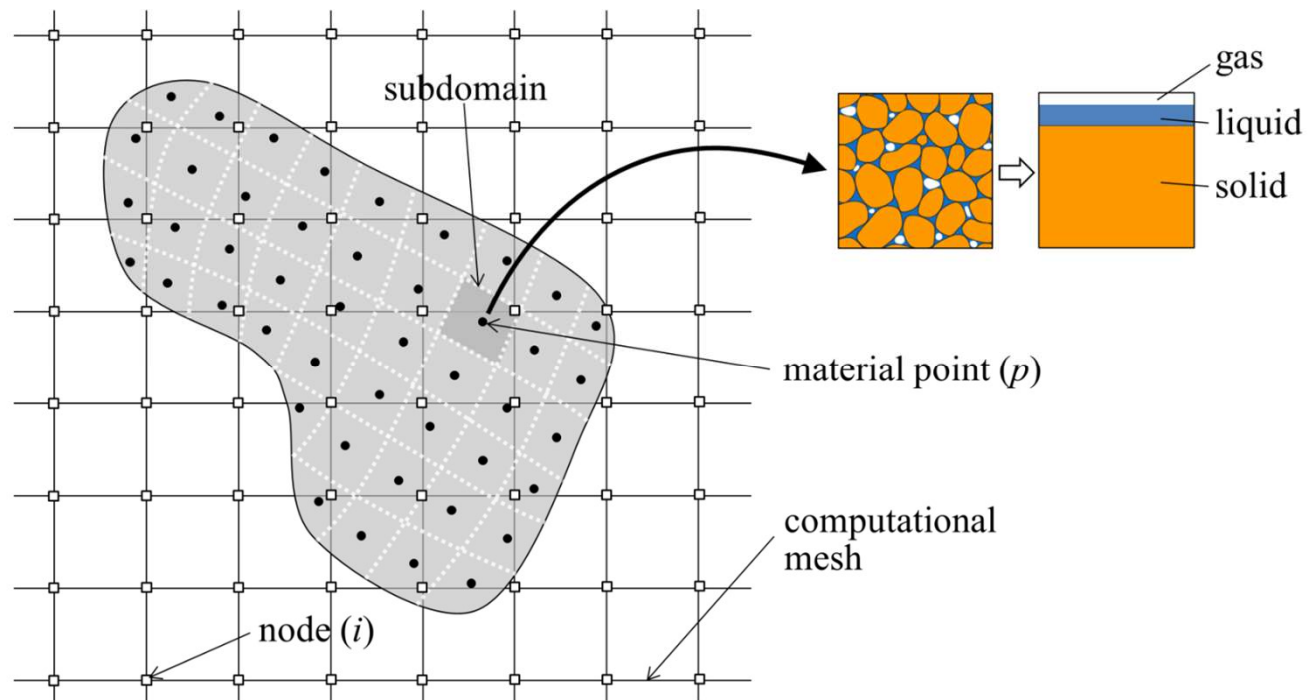 subdomain
gas
liquid
solid
material point (p)
computational
mesh
node (i)